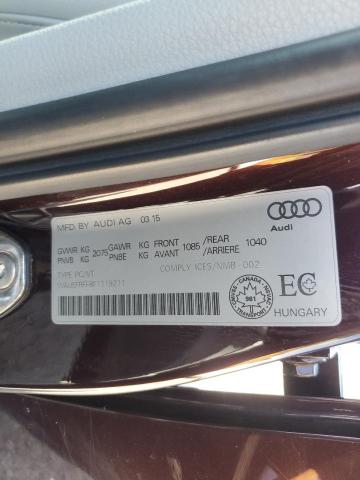 MFD BY AUDI AG 03 15
Audi
GVWR KG 2075 GAWR KG FRONT 1085 /REAR 1040
PNVB KG PNBE KG AVANT /ARRIERE
COMPLY ICES/NMB-002
TYPE PC/VT
CANADA
981
TRANSPORT
EC
HUNGARY